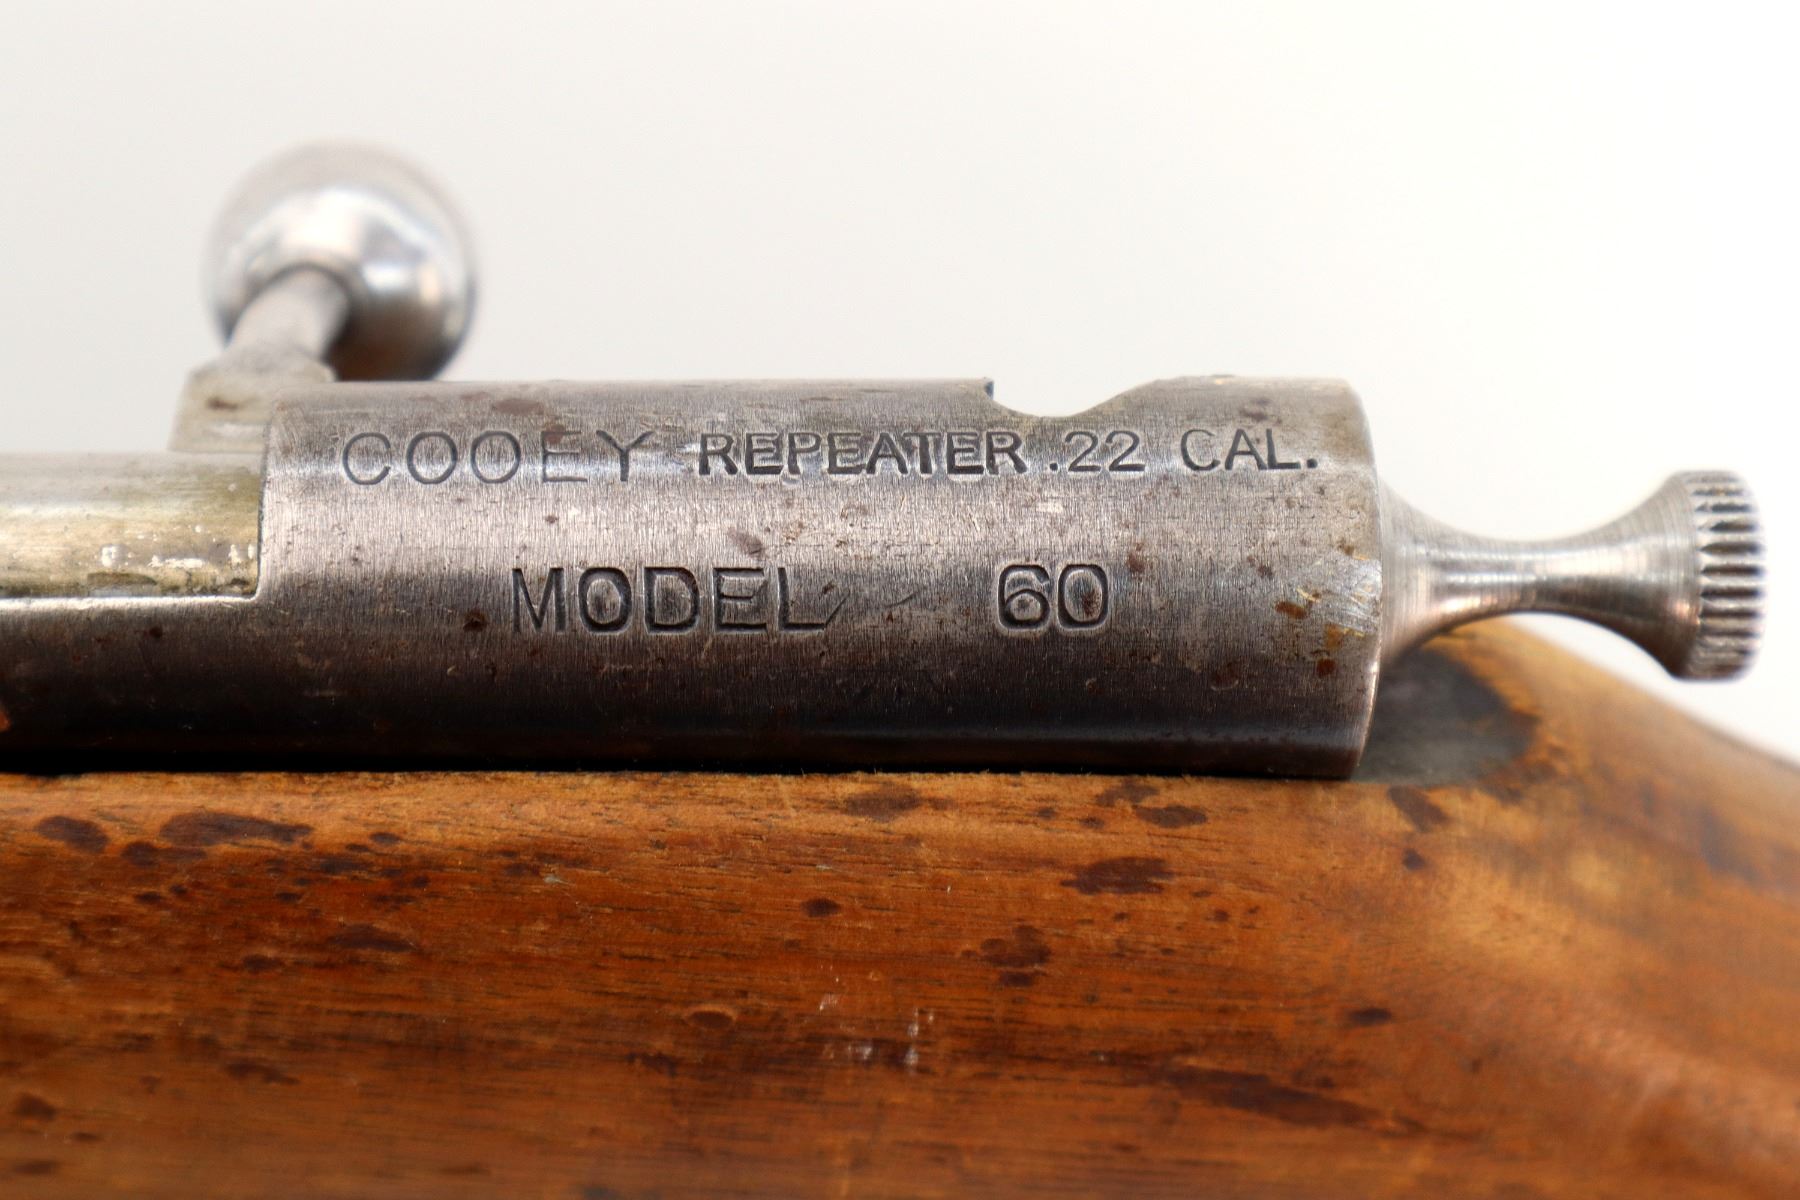 COOEY REPEATER .22 CAL.
MODEL 60